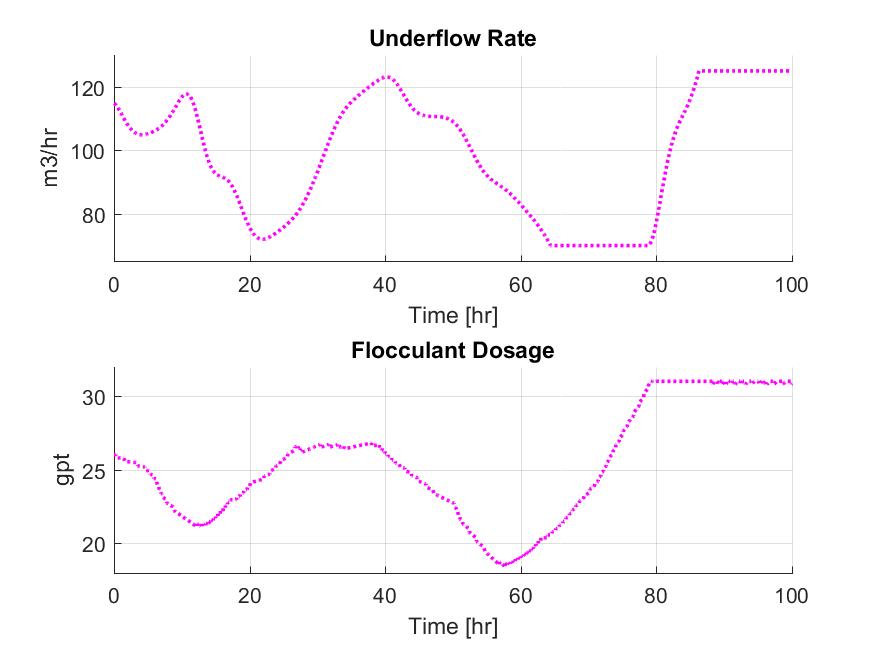 Underflow Rate
120
100
80
m3/hr
0 20 40 60 80 100
Time [hr]
Flocculant Dosage
30
25
20
gpt
0 20 40 60 80 100
Time [hr]